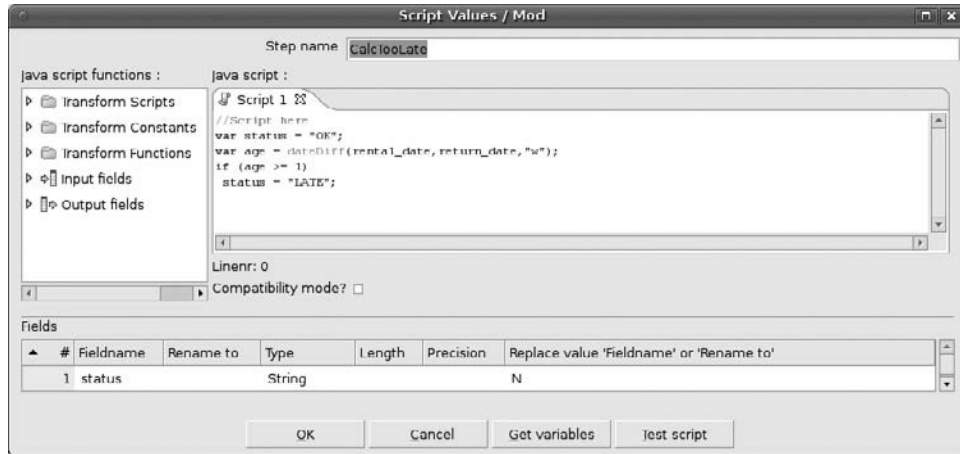 Script Values / Mod
Step name CalcTooLate
Java script functions : Java script :
Transform Scripts
Transform Constants
Transform Functions
Input fields
Output fields
Script 1
//Script here
var status = "OK";
var age = dateDiff(rental_date,return_date,"w");
if (age >= 1)
status = "LATE";
Linenr: 0
Compatibility mode?
Fields
# Fieldname Rename to Type Length Precision Replace value 'Fieldname' or 'Rename to'
1 status String N
OK Cancel Get variables Test script